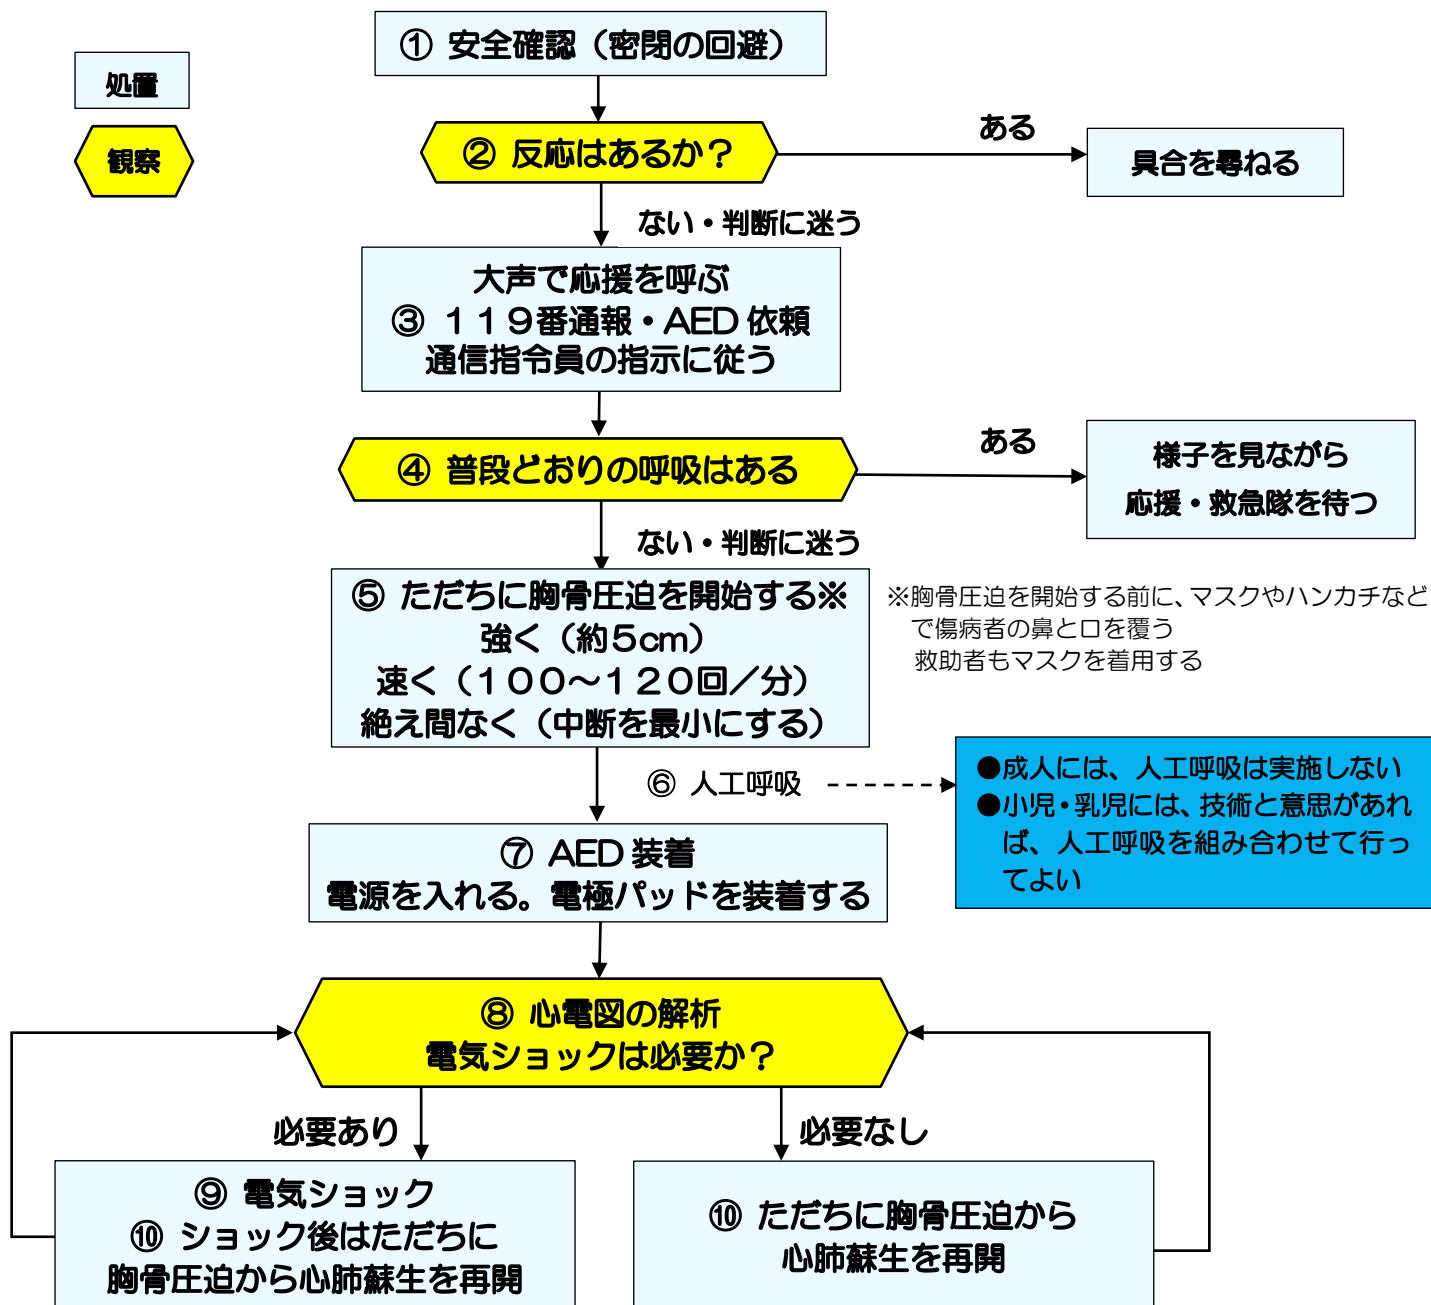 ① 安全確認（密閉の回避）
処置
観察
② 反応はあるか？
ある
具合を尋ねる
ない・判断に迷う
大声で応援を呼ぶ
③ １１９番通報・AED 依頼
通信指令員の指示に従う
④ 普段どおりの呼吸はある
ある
様子を見ながら
応援・救急隊を待つ
ない・判断に迷う
⑤ ただちに胸骨圧迫を開始する※
強く（約５cm）
速く（１００～１２０回／分）
絶え間なく（中断を最小にする）
※胸骨圧迫を開始する前に、マスクやハンカチなど
で傷病者の鼻と口を覆う
救助者もマスクを着用する
⑥ 人工呼吸
●成人には、人工呼吸は実施しない
●小児・乳児には、技術と意思があれ
ば、人工呼吸を組み合わせて行っ
てよい
⑦ AED 装着
電源を入れる。電極パッドを装着する
⑧ 心電図の解析
電気ショックは必要か？
必要あり
必要なし
⑨ 電気ショック
⑩ ショック後はただちに
胸骨圧迫から心肺蘇生を再開
⑩ ただちに胸骨圧迫から
心肺蘇生を再開